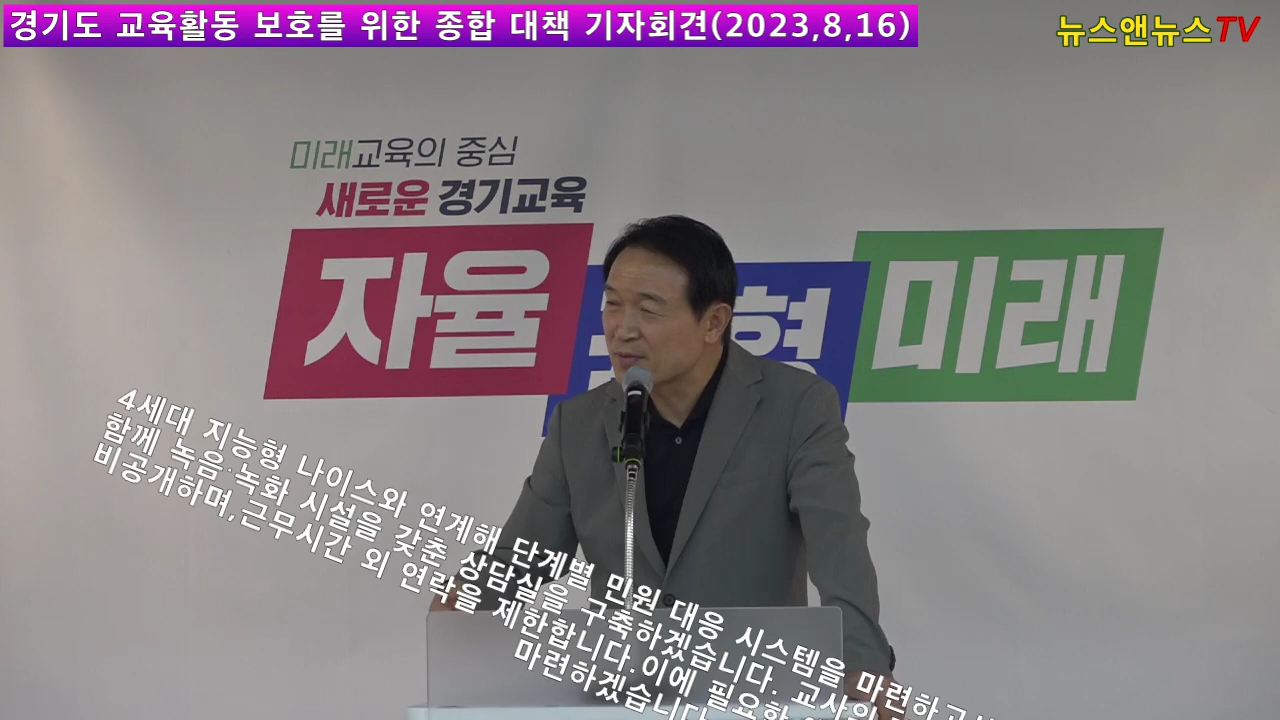 경기도 교육활동 보호를 위한 종합 대책 기자회견(2023,8,16)
뉴스앤뉴스TV
미래교육의 중심
새로운 경기교육
자율
형
미래
4세대 지능형 나이스와 연계해 단계별 민원 대응 시스템을 마련하고
함께 녹음·녹화 시설을 갖춘 상담실을 구축하겠습니다. 교사의
비공개하며,근무시간 외 연락을 제한합니다.이에 필요한
마련하겠습니다